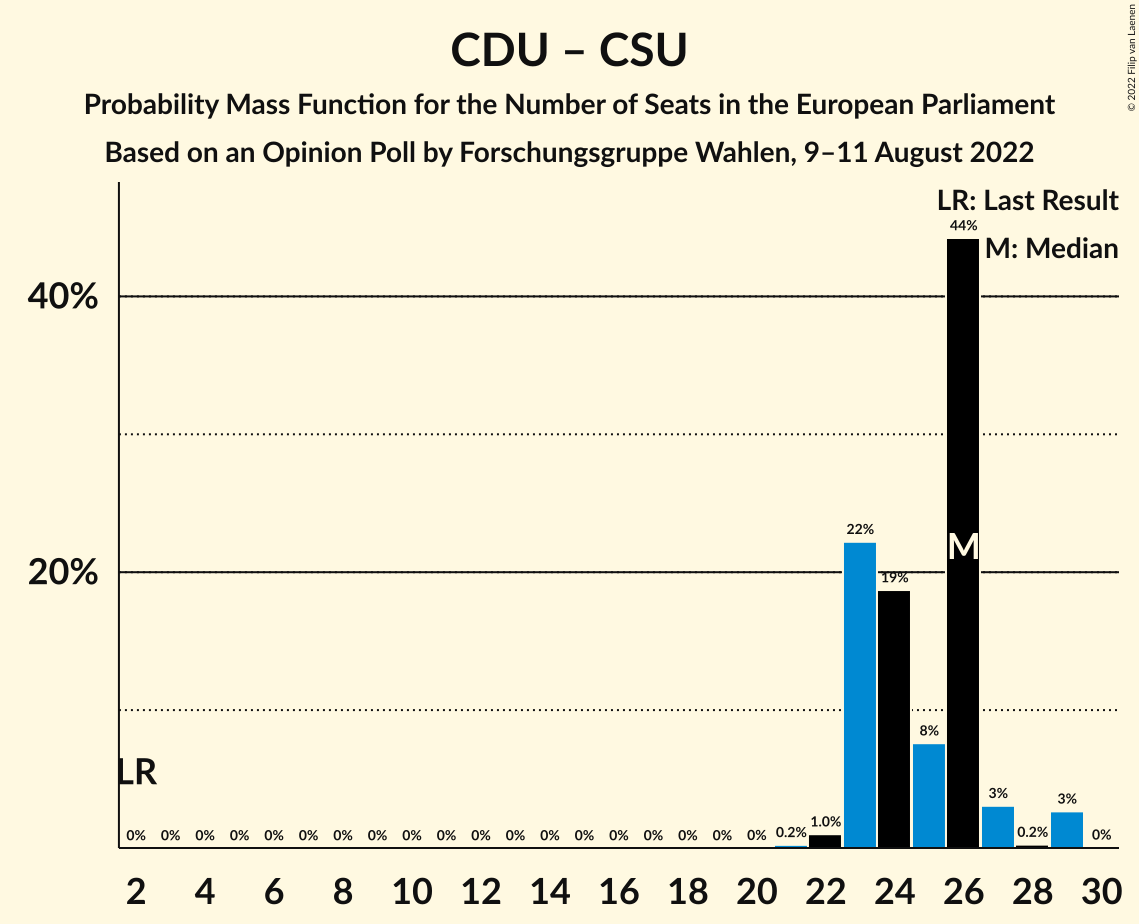 CDU – CSU
Probability Mass Function for the Number of Seats in the European Parliament
Based on an Opinion Poll by Forschungsgruppe Wahlen, 9–11 August 2022
© 2022 Filip van Laenen
LR: Last Result
M: Median
40%
20%
44%
22%
19%
8%
3%
3%
1.0%
0.2%
0.2%
M
LR
0% 0% 0% 0% 0% 0% 0% 0% 0% 0% 0% 0% 0% 0% 0% 0% 0% 0% 0% 0%
2 4 6 8 10 12 14 16 18 20 22 24 26 28 30